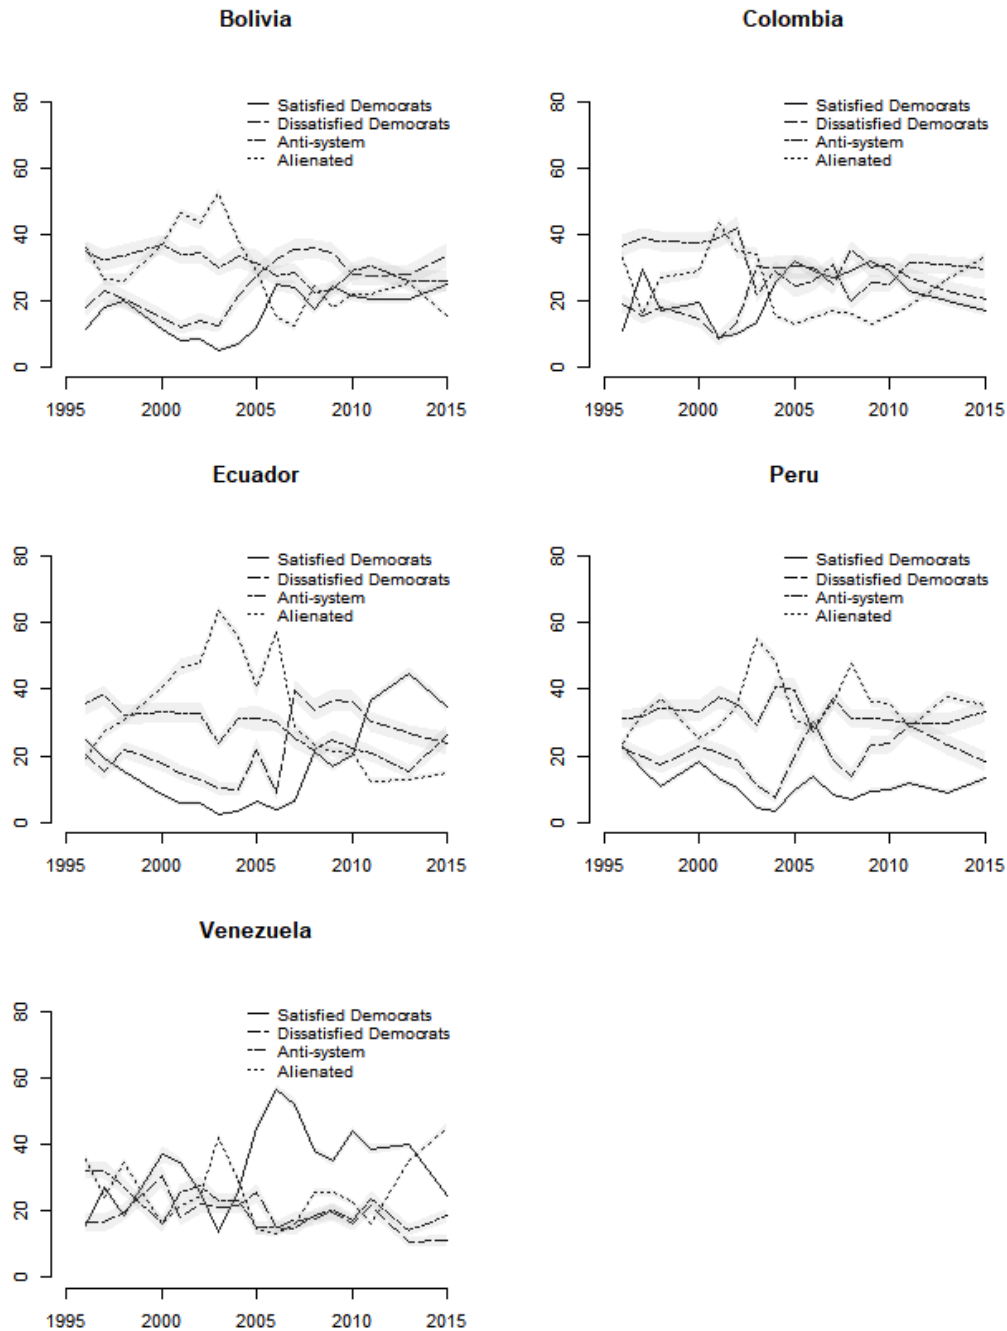 Bolivia
Satisfied Democrats
Dissatisfied Democrats
Anti-system
Alienated
80
60
40
20
0
1995 2000 2005 2010 2015
Colombia
Satisfied Democrats
Dissatisfied Democrats
Anti-system
Alienated
80
60
40
20
0
1995 2000 2005 2010 2015
Ecuador
Satisfied Democrats
Dissatisfied Democrats
Anti-system
Alienated
80
60
40
20
0
1995 2000 2005 2010 2015
Peru
Satisfied Democrats
Dissatisfied Democrats
Anti-system
Alienated
80
60
40
20
0
1995 2000 2005 2010 2015
Venezuela
Satisfied Democrats
Dissatisfied Democrats
Anti-system
Alienated
80
60
40
20
0
1995 2000 2005 2010 2015